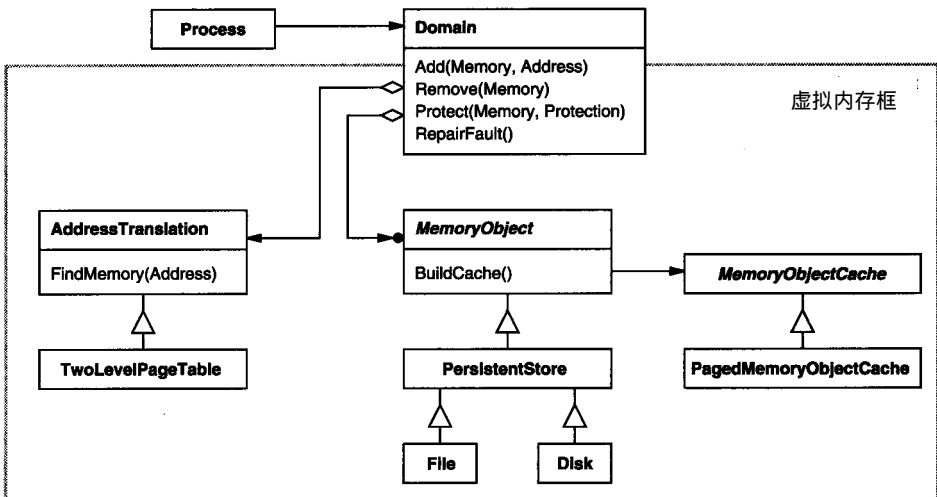 Process
Domain
Add(Memory, Address)
Remove(Memory)
Protect(Memory, Protection)
RepairFault()
虚拟内存框
AddressTranslation
FindMemory(Address)
MemoryObject
BuildCache()
MemoryObjectCache
TwoLevelPageTable
PersistentStore
PagedMemoryObjectCache
File
Disk